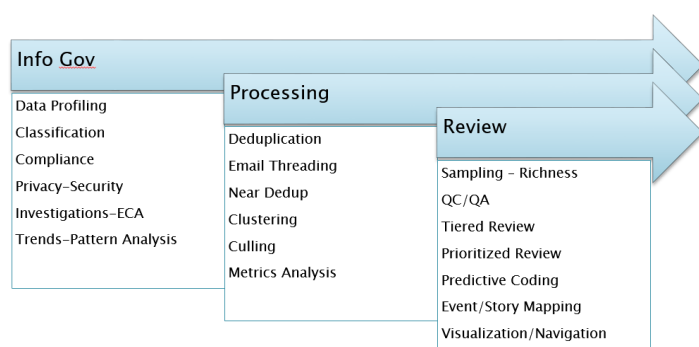 Info Gov
Data Profiling
Classification
Compliance
Privacy-Security
Investigations-ECA
Trends-Pattern Analysis
Processing
Deduplication
Email Threading
Near Dedup
Clustering
Culling
Metrics Analysis
Review
Sampling - Richness
QC/QA
Tiered Review
Prioritized Review
Predictive Coding
Event/Story Mapping
Visualization/Navigation